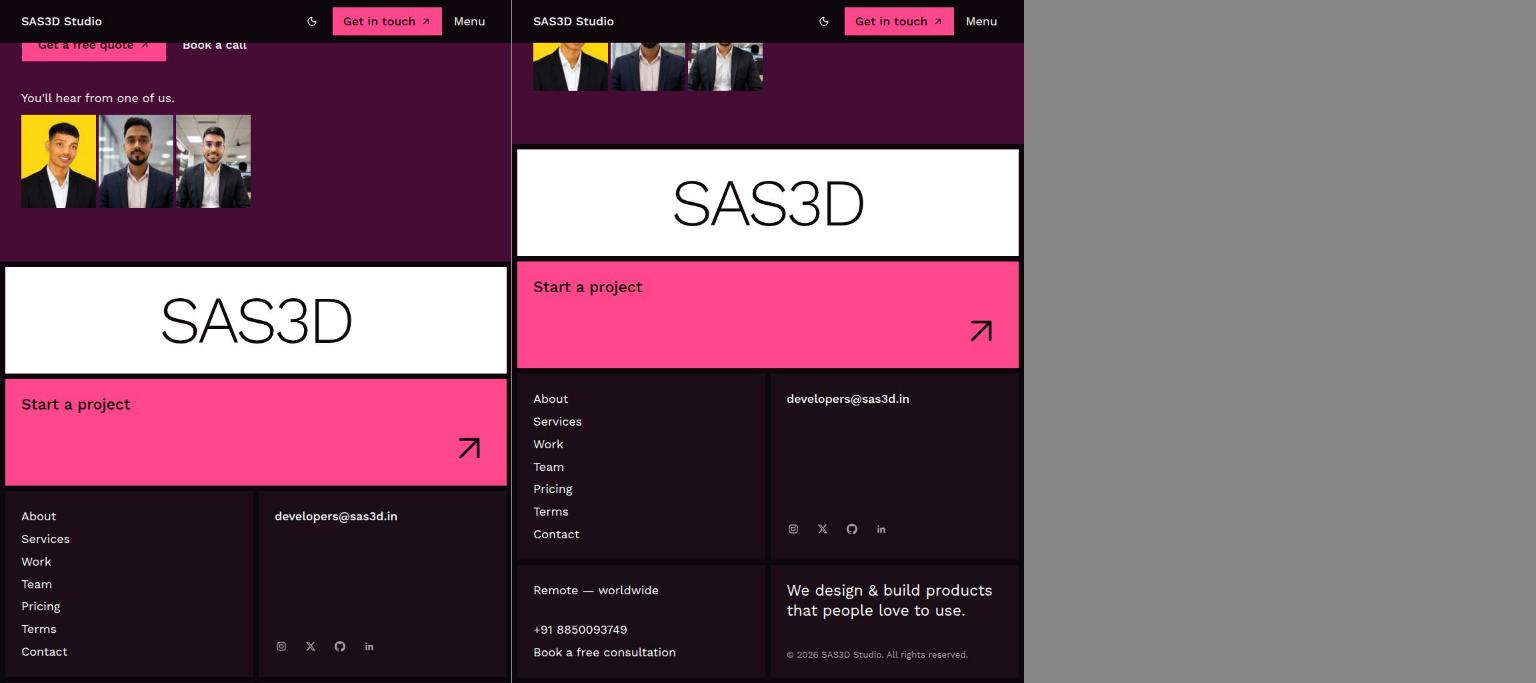 SAS3D Studio
Get in touch
Menu
Get a free quote
Book a call
You'll hear from one of us.
SAS3D
Start a project
About
Services
Work
Team
Pricing
Terms
Contact
developers@sas3d.in
SAS3D Studio
Get in touch
Menu
SAS3D
Start a project
About
Services
Work
Team
Pricing
Terms
Contact
developers@sas3d.in
Remote — worldwide
+91 8850093749
Book a free consultation
We design & build products
that people love to use.
© 2026 SAS3D Studio. All rights reserved.